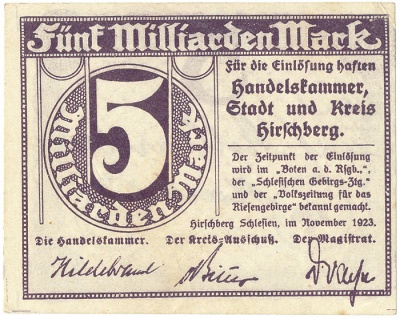 Fünf Milliarden Mark
5
Milliarden Mark
Für die Einlösung haften
Handelskammer,
Stadt und Kreis
Hirschberg.
Der Zeitpunkt der Einlösung
wird im „Boten a. d. Rsgb.“,
der „Schlesischen Gebirgs-Ztg.“
und der „Volkszeitung für das
Riesengebirge“ bekannt gemacht.
Hirschberg Schlesien, im November 1923.
Die Handelskammer. Der Kreis-Ausschuß. Der Magistrat.
Hildebrand